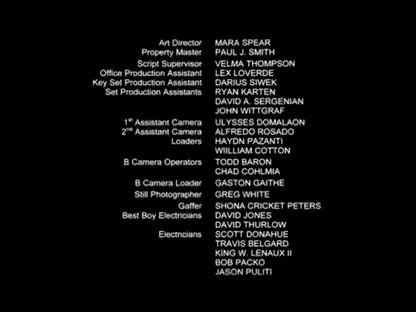 Art Director MARA SPEAR
Property Master PAUL J. SMITH
Script Supervisor VELMA THOMPSON
Office Production Assistant LEX LOVERDE
Key Set Production Assistant DARIUS SIWEK
Set Production Assistants RYAN KARTEN
DAVID A. SERGENIAN
JOHN WITTGRAF
1st Assistant Camera ULYSSES DOMALAON
2nd Assistant Camera ALFREDO ROSADO
Loaders HAYDN PAZANTI
WIILLIAM COTTON
B Camera Operators TODD BARON
CHAD COHLMIA
B Camera Loader GASTON GAITHE
Still Photographer GREG WHITE
Gaffer SHONA CRICKET PETERS
Best Boy Electricians DAVID JONES
DAVID THURLOW
Electricians SCOTT DONAHUE
TRAVIS BELGARD
KING W. LENAUX II
BOB PACKO
JASON PULITI